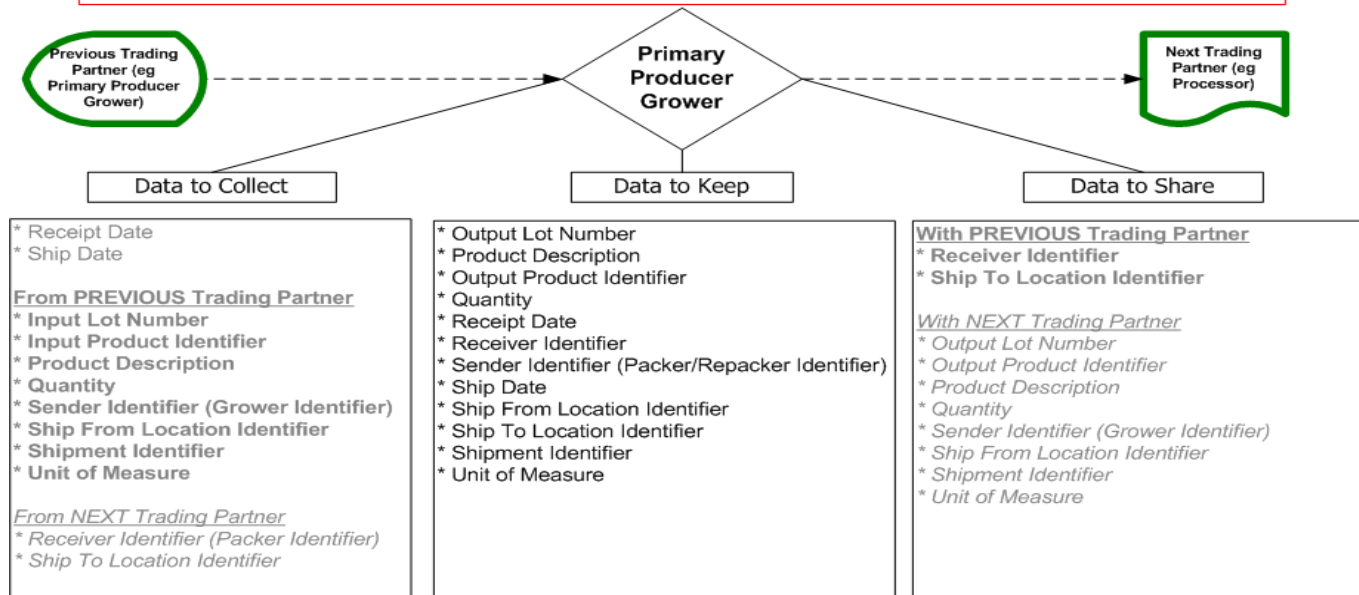 Previous Trading
Partner (eg
Primary Producer
Grower)
Primary
Producer
Grower
Next Trading
Partner (eg
Processor)
Data to Collect
Data to Keep
Data to Share
* Receipt Date
* Ship Date
From PREVIOUS Trading Partner
* Input Lot Number
* Input Product Identifier
* Product Description
* Quantity
* Sender Identifier (Grower Identifier)
* Ship From Location Identifier
* Shipment Identifier
* Unit of Measure
From NEXT Trading Partner
* Receiver Identifier (Packer Identifier)
* Ship To Location Identifier
* Output Lot Number
* Product Description
* Output Product Identifier
* Quantity
* Receipt Date
* Receiver Identifier
* Sender Identifier (Packer/Repacker Identifier)
* Ship Date
* Ship From Location Identifier
* Ship To Location Identifier
* Shipment Identifier
* Unit of Measure
With PREVIOUS Trading Partner
* Receiver Identifier
* Ship To Location Identifier
With NEXT Trading Partner
* Output Lot Number
* Output Product Identifier
* Product Description
* Quantity
* Sender Identifier (Grower Identifier)
* Ship From Location Identifier
* Shipment Identifier
* Unit of Measure